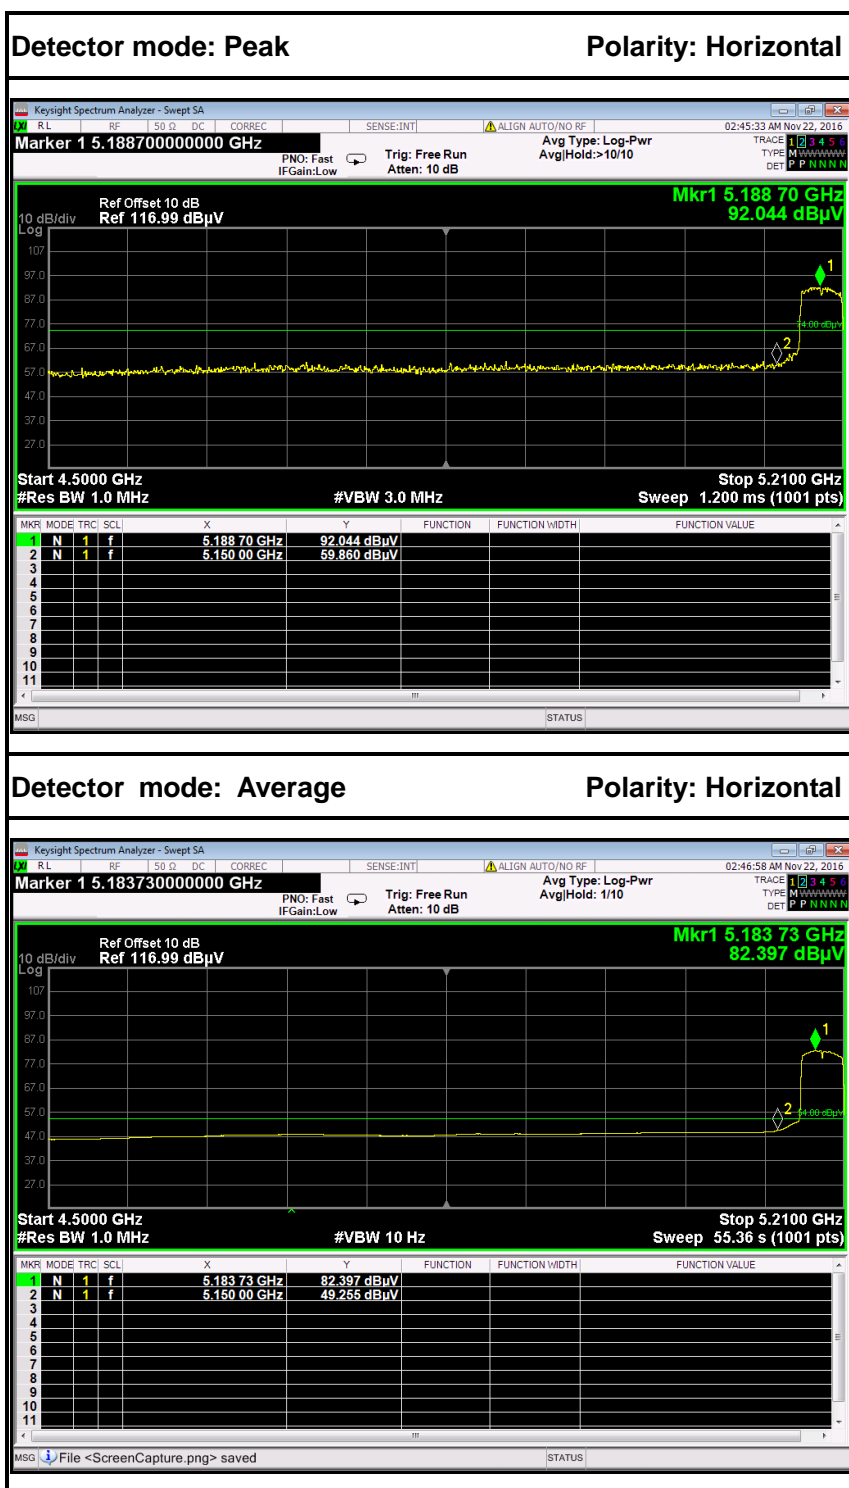 Detector mode: Peak Polarity: Horizontal
Keysight Spectrum Analyzer - Swept SA
LXI RL RF 50 Ω DC CORREC SENSE:INT ALIGN AUTO/NO RF 02:45:33 AM Nov 22, 2016
Marker 1 5.188700000000 GHz Avg Type: Log-Pwr TRACE 1 2 3 4 5 6
PNO: Fast Trig: Free Run Avg|Hold:>10/10 TYPE M WWWWW
IFGain:Low Atten: 10 dB DET P P N N N N
Mkr1 5.188 70 GHz
Ref Offset 10 dB
10 dB/div Ref 116.99 dBµV 92.044 dBµV
Log
107
97.0
1
87.0
77.0
74.00 dBµV
67.0
2
57.0
47.0
37.0
27.0
Start 4.5000 GHz Stop 5.2100 GHz
#Res BW 1.0 MHz #VBW 3.0 MHz Sweep 1.200 ms (1001 pts)
MKR MODE TRC SCL X Y FUNCTION FUNCTION WIDTH FUNCTION VALUE
1 N 1 f 5.188 70 GHz 92.044 dBµV
2 N 1 f 5.150 00 GHz 59.860 dBµV
3
4
5
6
7
8
9
10
11
MSG STATUS
Detector mode: Average Polarity: Horizontal
Keysight Spectrum Analyzer - Swept SA
LXI RL RF 50 Ω DC CORREC SENSE:INT ALIGN AUTO/NO RF 02:46:58 AM Nov 22, 2016
Marker 1 5.183730000000 GHz Avg Type: Log-Pwr TRACE 1 2 3 4 5 6
PNO: Fast Trig: Free Run Avg|Hold: 1/10 TYPE M WWWWW
IFGain:Low Atten: 10 dB DET P P N N N N
Mkr1 5.183 73 GHz
Ref Offset 10 dB
10 dB/div Ref 116.99 dBµV 82.397 dBµV
Log
107
97.0
1
87.0
77.0
67.0
57.0
2
54.00 dBµV
47.0
37.0
27.0
Start 4.5000 GHz Stop 5.2100 GHz
#Res BW 1.0 MHz #VBW 10 Hz Sweep 55.36 s (1001 pts)
MKR MODE TRC SCL X Y FUNCTION FUNCTION WIDTH FUNCTION VALUE
1 N 1 f 5.183 73 GHz 82.397 dBµV
2 N 1 f 5.150 00 GHz 49.255 dBµV
3
4
5
6
7
8
9
10
11
MSG File <ScreenCapture.png> saved STATUS